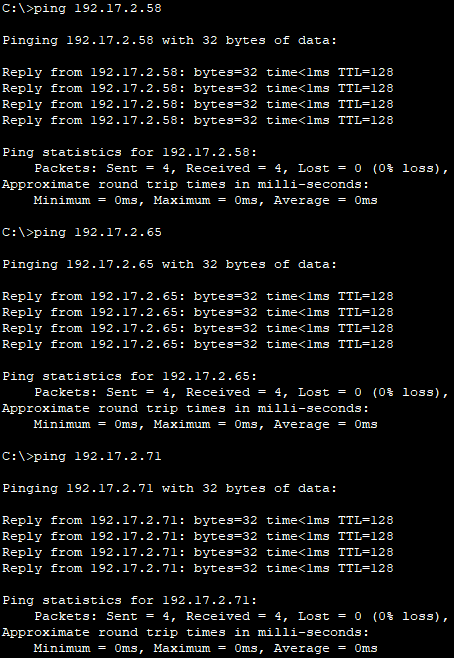 C:\>ping 192.17.2.58
Pinging 192.17.2.58 with 32 bytes of data:
Reply from 192.17.2.58: bytes=32 time<1ms TTL=128
Reply from 192.17.2.58: bytes=32 time<1ms TTL=128
Reply from 192.17.2.58: bytes=32 time<1ms TTL=128
Reply from 192.17.2.58: bytes=32 time<1ms TTL=128
Ping statistics for 192.17.2.58:
    Packets: Sent = 4, Received = 4, Lost = 0 (0% loss),
Approximate round trip times in milli-seconds:
    Minimum = 0ms, Maximum = 0ms, Average = 0ms
C:\>ping 192.17.2.65
Pinging 192.17.2.65 with 32 bytes of data:
Reply from 192.17.2.65: bytes=32 time<1ms TTL=128
Reply from 192.17.2.65: bytes=32 time<1ms TTL=128
Reply from 192.17.2.65: bytes=32 time<1ms TTL=128
Reply from 192.17.2.65: bytes=32 time<1ms TTL=128
Ping statistics for 192.17.2.65:
    Packets: Sent = 4, Received = 4, Lost = 0 (0% loss),
Approximate round trip times in milli-seconds:
    Minimum = 0ms, Maximum = 0ms, Average = 0ms
C:\>ping 192.17.2.71
Pinging 192.17.2.71 with 32 bytes of data:
Reply from 192.17.2.71: bytes=32 time<1ms TTL=128
Reply from 192.17.2.71: bytes=32 time<1ms TTL=128
Reply from 192.17.2.71: bytes=32 time<1ms TTL=128
Reply from 192.17.2.71: bytes=32 time<1ms TTL=128
Ping statistics for 192.17.2.71:
    Packets: Sent = 4, Received = 4, Lost = 0 (0% loss),
Approximate round trip times in milli-seconds:
    Minimum = 0ms, Maximum = 0ms, Average = 0ms